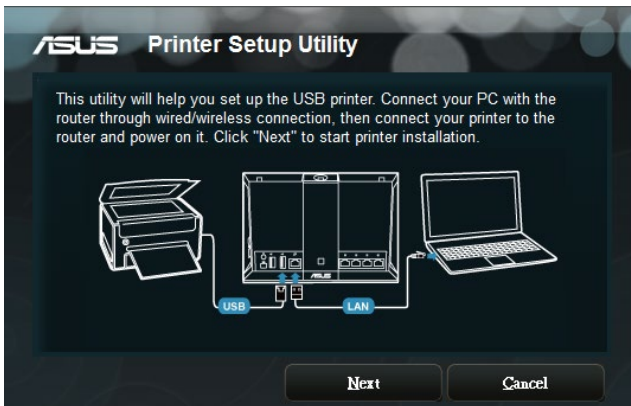 ASUS Printer Setup Utility
This utility will help you set up the USB printer. Connect your PC with the
router through wired/wireless connection, then connect your printer to the
router and power on it. Click "Next" to start printer installation.
ASUS
USB LAN
Next Cancel